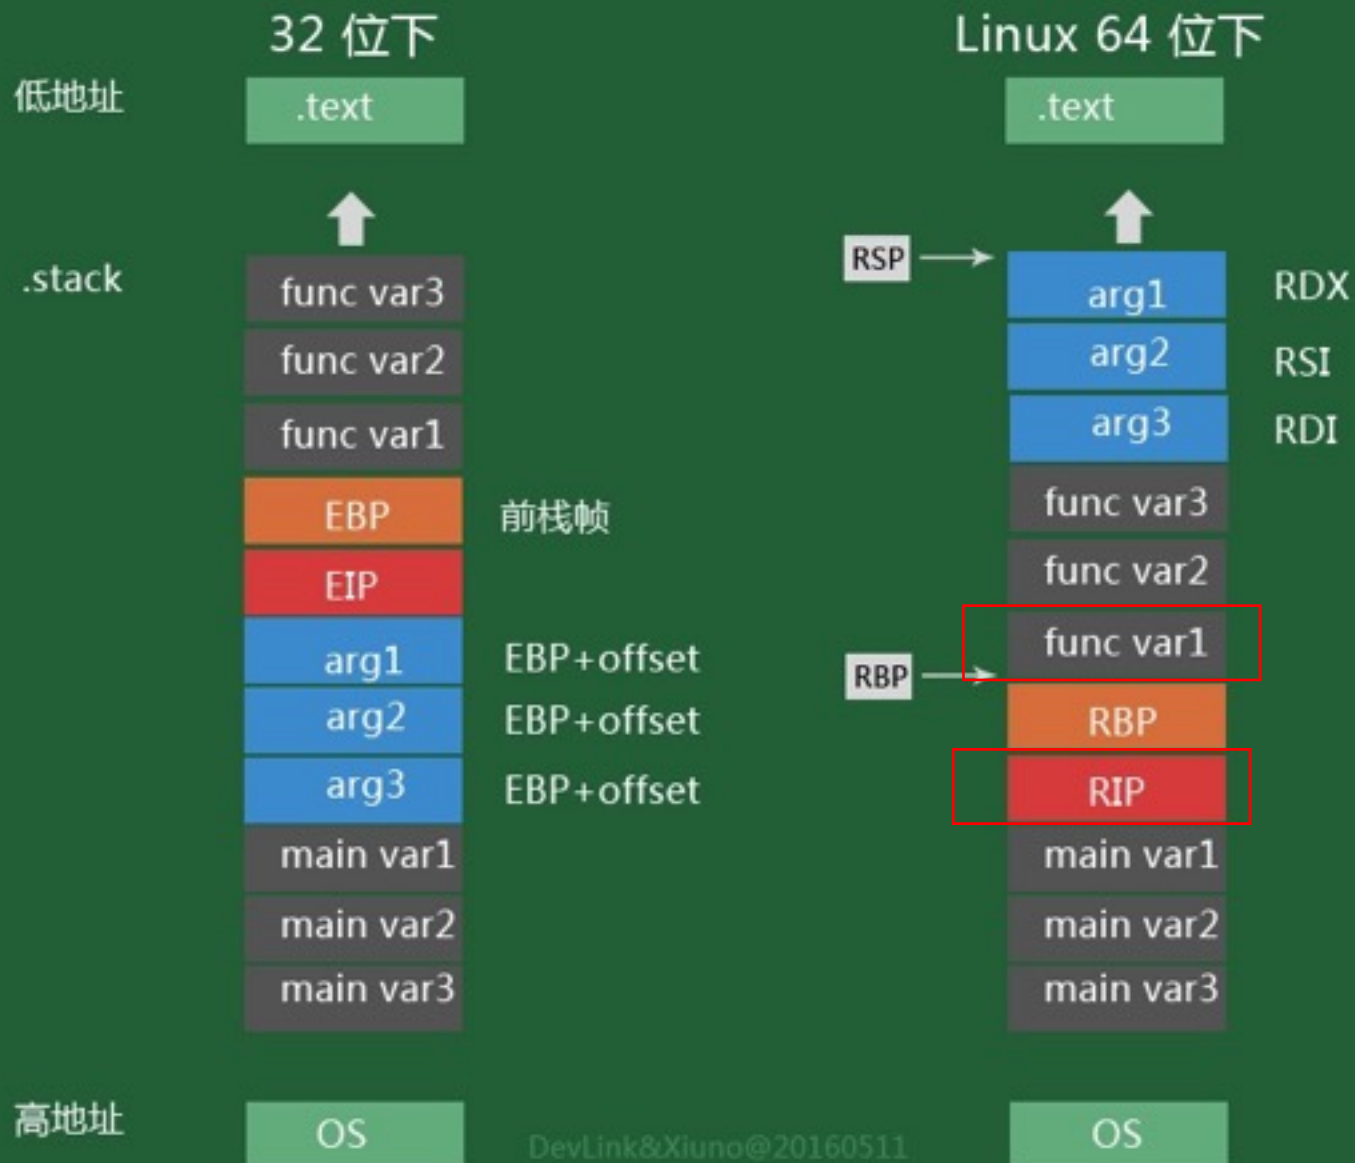 32 位下
Linux 64 位下
低地址
.text
.text
.stack
func var3
func var2
func var1
EBP
前栈帧
EIP
arg1
EBP+offset
arg2
EBP+offset
arg3
EBP+offset
main var1
main var2
main var3
RSP
arg1
RDX
arg2
RSI
arg3
RDI
func var3
func var2
func var1
RBP
RBP
RIP
main var1
main var2
main var3
高地址
OS
OS
DevLink&Xiuno@20160511